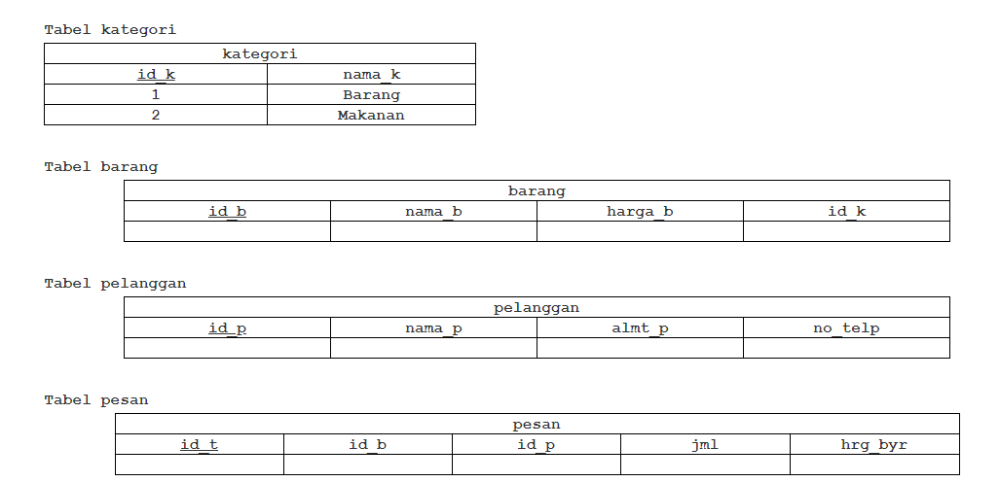 Tabel kategori
kategori
id_k nama_k
1 Barang
2 Makanan
Tabel barang
barang
id_b nama_b harga_b id_k
Tabel pelanggan
pelanggan
id_p nama_p almt_p no_telp
Tabel pesan
pesan
id_t id_b id_p jml hrg_byr